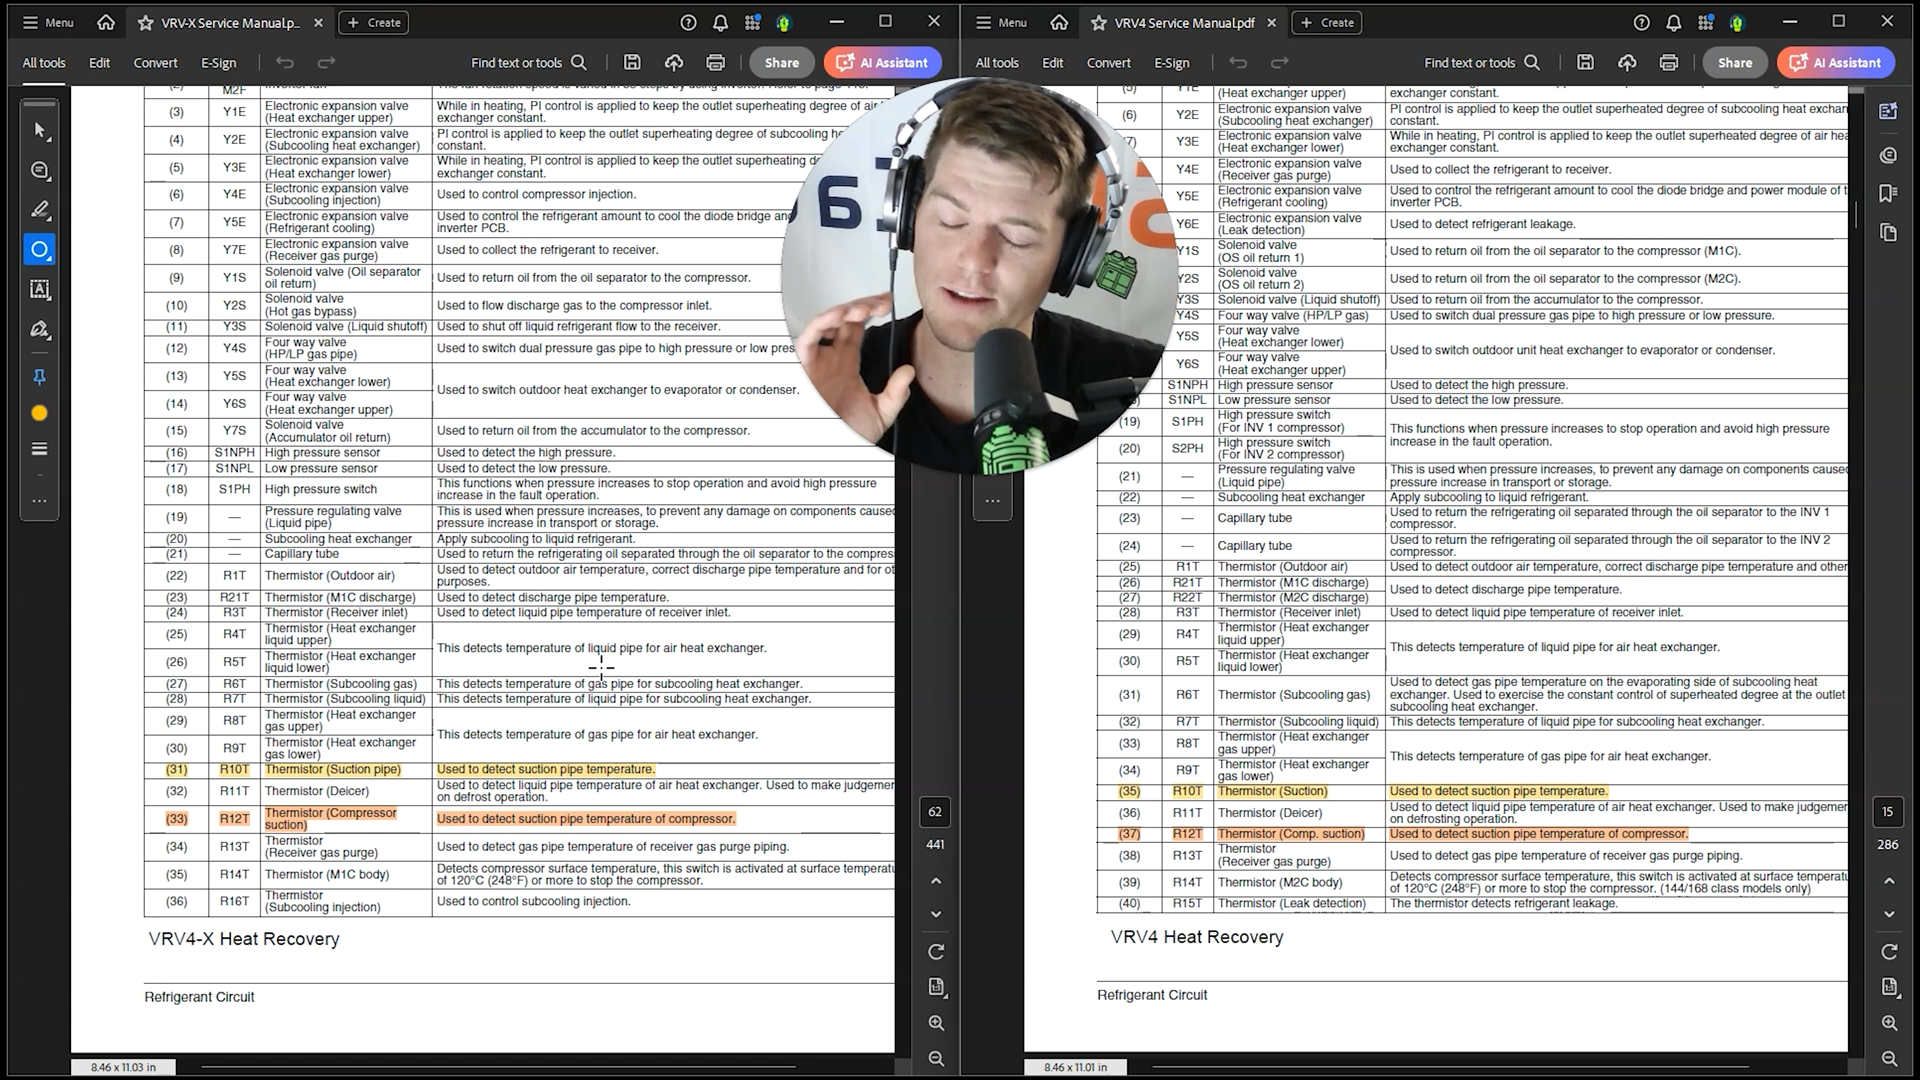 Menu
VRV-X Service Manual.p...
Create
All tools
Edit
Convert
E-Sign
Find text or tools
Share
AI Assistant
M2F
(3) Y1E Electronic expansion valve (Heat exchanger upper) While in heating, PI control is applied to keep the outlet superheating degree of air
exchanger constant.
(4) Y2E Electronic expansion valve (Subcooling heat exchanger) PI control is applied to keep the outlet superheating degree of subcooling
constant.
(5) Y3E Electronic expansion valve (Heat exchanger lower) While in heating, PI control is applied to keep the outlet superheating
exchanger constant.
(6) Y4E Electronic expansion valve (Subcooling injection) Used to control compressor injection.
(7) Y5E Electronic expansion valve (Refrigerant cooling) Used to control the refrigerant amount to cool the diode bridge and
inverter PCB.
(8) Y7E Electronic expansion valve (Receiver gas purge) Used to collect the refrigerant to receiver.
(9) Y1S Solenoid valve (Oil separator oil return) Used to return oil from the oil separator to the compressor.
(10) Y2S Solenoid valve (Hot gas bypass) Used to flow discharge gas to the compressor inlet.
(11) Y3S Solenoid valve (Liquid shutoff) Used to shut off liquid refrigerant flow to the receiver.
(12) Y4S Four way valve (HP/LP gas pipe) Used to switch dual pressure gas pipe to high pressure or low
(13) Y5S Four way valve (Heat exchanger lower) Used to switch outdoor heat exchanger to evaporator or condenser.
(14) Y6S Four way valve (Heat exchanger upper)
(15) Y7S Solenoid valve (Accumulator oil return) Used to return oil from the accumulator to the compressor.
(16) S1NPH High pressure sensor Used to detect the high pressure.
(17) S1NPL Low pressure sensor Used to detect the low pressure.
(18) S1PH High pressure switch This functions when pressure increases to stop operation and avoid high pressure
increase in the fault operation.
(19) — Pressure regulating valve (Liquid pipe) This is used when pressure increases, to prevent any damage on components cause
pressure increase in transport or storage.
(20) — Subcooling heat exchanger Apply subcooling to liquid refrigerant.
(21) — Capillary tube Used to return the refrigerating oil separated through the oil separator to the compres
(22) R1T Thermistor (Outdoor air) Used to detect outdoor air temperature, correct discharge pipe temperature and for ot
purposes.
(23) R21T Thermistor (M1C discharge) Used to detect discharge pipe temperature.
(24) R3T Thermistor (Receiver inlet) Used to detect liquid pipe temperature of receiver inlet.
(25) R4T Thermistor (Heat exchanger liquid upper) This detects temperature of liquid pipe for air heat exchanger.
(26) R5T Thermistor (Heat exchanger liquid lower)
(27) R6T Thermistor (Subcooling gas) This detects temperature of gas pipe for subcooling heat exchanger.
(28) R7T Thermistor (Subcooling liquid) This detects temperature of liquid pipe for subcooling heat exchanger.
(29) R8T Thermistor (Heat exchanger gas upper) This detects temperature of gas pipe for air heat exchanger.
(30) R9T Thermistor (Heat exchanger gas lower)
(31) R10T Thermistor (Suction pipe) Used to detect suction pipe temperature.
(32) R11T Thermistor (Deicer) Used to detect liquid pipe temperature of air heat exchanger. Used to make judgemer
on defrost operation.
(33) R12T Thermistor (Compressor suction) Used to detect suction pipe temperature of compressor.
(34) R13T Thermistor (Receiver gas purge) Used to detect gas pipe temperature of receiver gas purge piping.
(35) R14T Thermistor (M1C body) Detects compressor surface temperature, this switch is activated at surface temperatu
of 120°C (248°F) or more to stop the compressor.
(36) R16T Thermistor (Subcooling injection) Used to control subcooling injection.
VRV4-X Heat Recovery
Refrigerant Circuit
62
441
8.46 x 11.03 in
Menu
VRV4 Service Manual.pdf
Create
All tools
Edit
Convert
E-Sign
Find text or tools
Share
AI Assistant
(5) Y1E (Heat exchanger upper) exchanger constant.
(6) Y2E Electronic expansion valve (Subcooling heat exchanger) PI control is applied to keep the outlet superheated degree of subcooling heat exchan
constant.
Y3E Electronic expansion valve (Heat exchanger lower) While in heating, PI control is applied to keep the outlet superheated degree of air hea
exchanger constant.
Y4E Electronic expansion valve (Receiver gas purge) Used to collect the refrigerant to receiver.
Y5E Electronic expansion valve (Refrigerant cooling) Used to control the refrigerant amount to cool the diode bridge and power module of t
inverter PCB.
Y6E Electronic expansion valve (Leak detection) Used to detect refrigerant leakage.
Y1S Solenoid valve (OS oil return 1) Used to return oil from the oil separator to the compressor (M1C).
Y2S Solenoid valve (OS oil return 2) Used to return oil from the oil separator to the compressor (M2C).
Y3S Solenoid valve (Liquid shutoff) Used to return oil from the accumulator to the compressor.
Y4S Four way valve (HP/LP gas) Used to switch dual pressure gas pipe to high pressure or low pressure.
Y5S Four way valve (Heat exchanger lower) Used to switch outdoor unit heat exchanger to evaporator or condenser.
Y6S Four way valve (Heat exchanger upper)
S1NPH High pressure sensor Used to detect the high pressure.
S1NPL Low pressure sensor Used to detect the low pressure.
(19) S1PH High pressure switch (For INV 1 compressor) This functions when pressure increases to stop operation and avoid high pressure
increase in the fault operation.
(20) S2PH High pressure switch (For INV 2 compressor)
(21) — Pressure regulating valve (Liquid pipe) This is used when pressure increases, to prevent any damage on components cause
pressure increase in transport or storage.
(22) — Subcooling heat exchanger Apply subcooling to liquid refrigerant.
(23) — Capillary tube Used to return the refrigerating oil separated through the oil separator to the INV 1
compressor.
(24) — Capillary tube Used to return the refrigerating oil separated through the oil separator to the INV 2
compressor.
(25) R1T Thermistor (Outdoor air) Used to detect outdoor air temperature, correct discharge pipe temperature and other
(26) R21T Thermistor (M1C discharge) Used to detect discharge pipe temperature.
(27) R22T Thermistor (M2C discharge)
(28) R3T Thermistor (Receiver inlet) Used to detect liquid pipe temperature of receiver inlet.
(29) R4T Thermistor (Heat exchanger liquid upper) This detects temperature of liquid pipe for air heat exchanger.
(30) R5T Thermistor (Heat exchanger liquid lower)
(31) R6T Thermistor (Subcooling gas) Used to detect gas pipe temperature on the evaporating side of subcooling heat
exchanger. Used to exercise the constant control of superheated degree at the outlet
subcooling heat exchanger.
(32) R7T Thermistor (Subcooling liquid) This detects temperature of liquid pipe for subcooling heat exchanger.
(33) R8T Thermistor (Heat exchanger gas upper) This detects temperature of gas pipe for air heat exchanger.
(34) R9T Thermistor (Heat exchanger gas lower)
(35) R10T Thermistor (Suction) Used to detect suction pipe temperature.
(36) R11T Thermistor (Deicer) Used to detect liquid pipe temperature of air heat exchanger. Used to make judgemer
on defrosting operation.
(37) R12T Thermistor (Comp. suction) Used to detect suction pipe temperature of compressor.
(38) R13T Thermistor (Receiver gas purge) Used to detect gas pipe temperature of receiver gas purge piping.
(39) R14T Thermistor (M2C body) Detects compressor surface temperature, this switch is activated at surface temperatu
of 120°C (248°F) or more to stop the compressor. (144/168 class models only)
(40) R15T Thermistor (Leak detection) The thermistor detects refrigerant leakage.
VRV4 Heat Recovery
Refrigerant Circuit
15
286
8.46 x 11.01 in